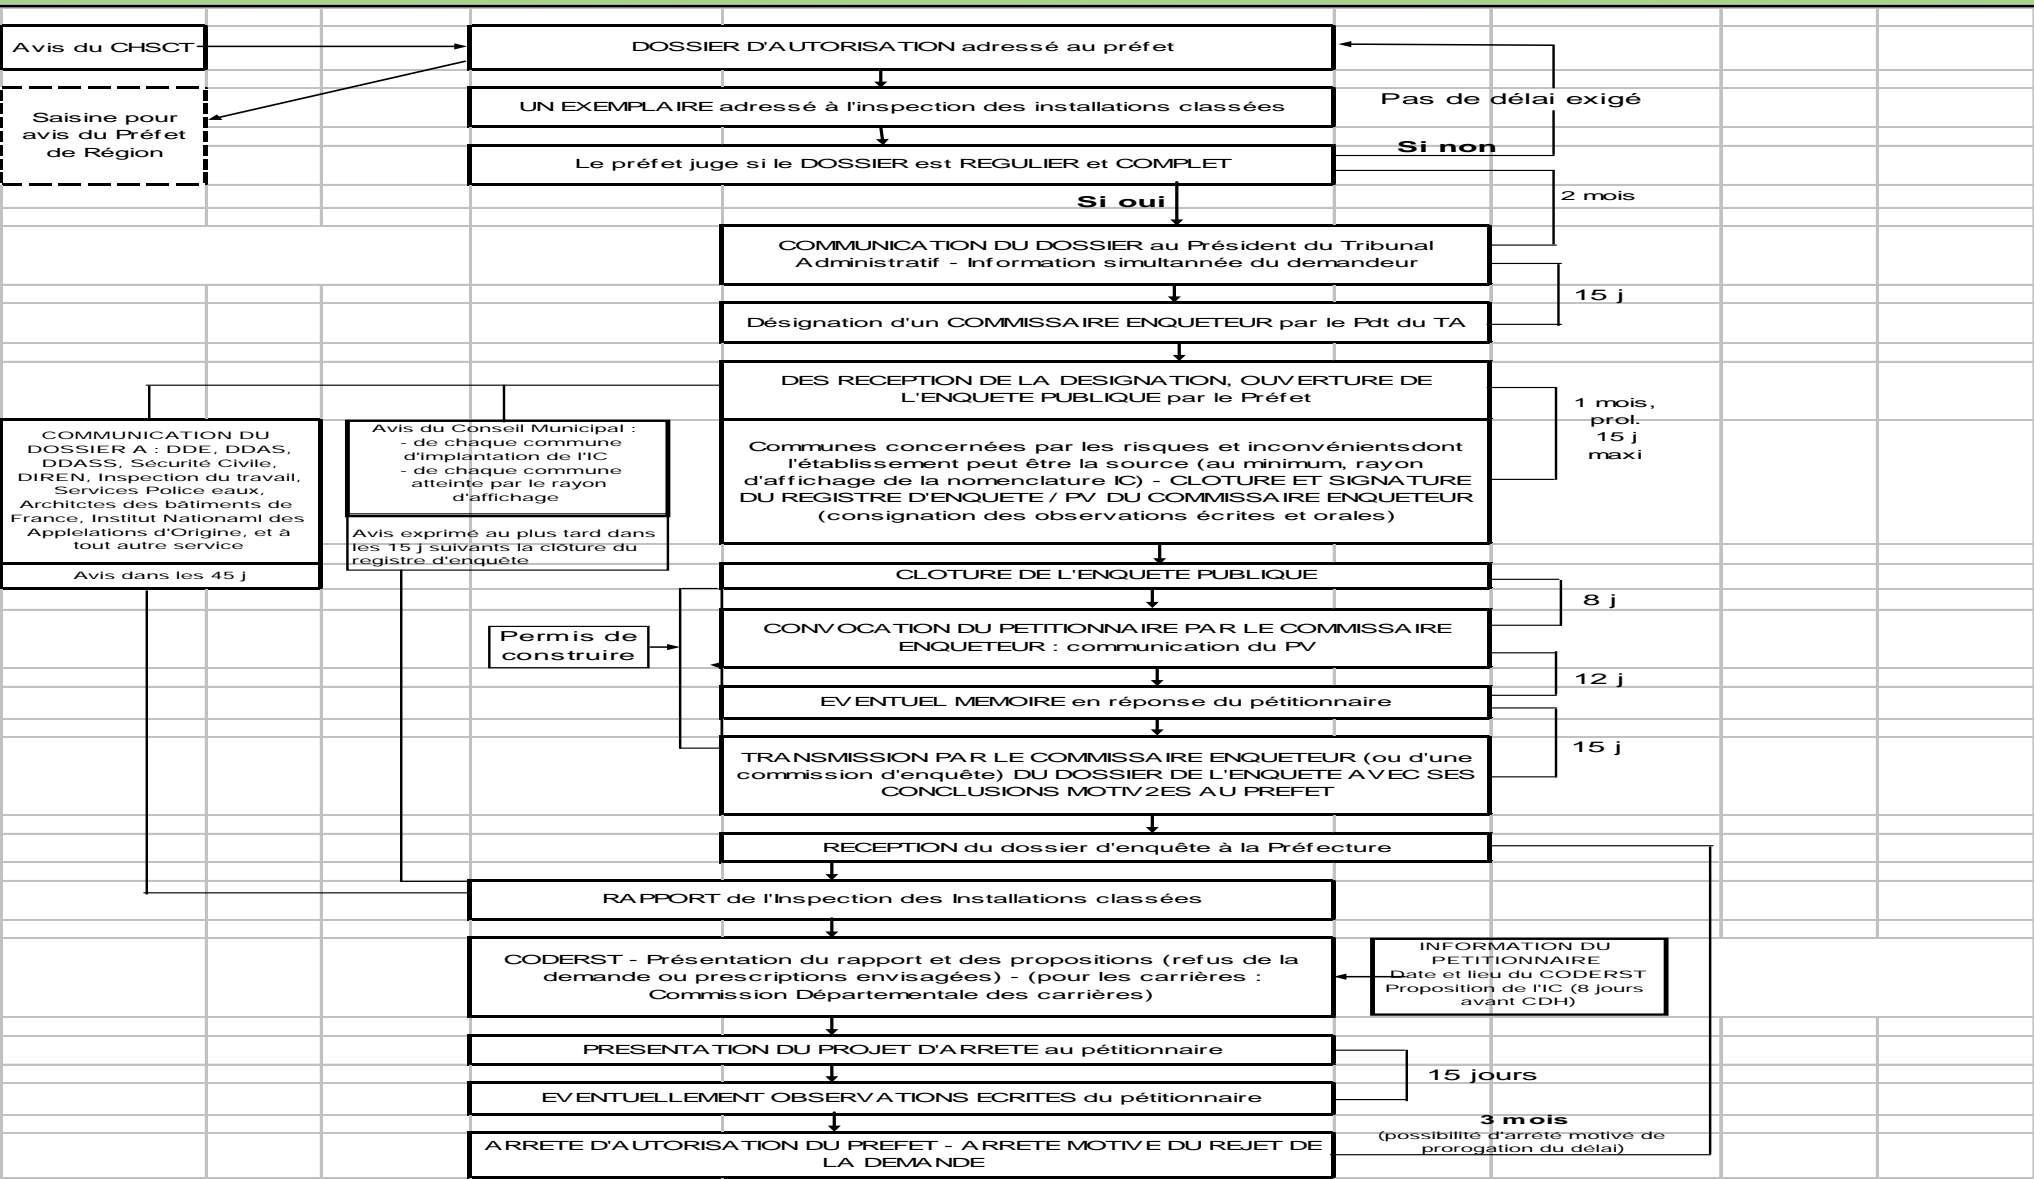 Avis du CHSCT
DOSSIER D'AUTORISATION adressé au préfet
Saisine pour
avis du Préfet
de Région
UN EXEMPLAIRE adressé à l'inspection des installations classées
Pas de délai exigé
Si non
Le préfet juge si le DOSSIER est REGULIER et COMPLET
Si oui
2 mois
COMMUNICATION DU DOSSIER au Président du Tribunal
Administratif - Information simultannée du demandeur
15 j
Désignation d'un COMMISSAIRE ENQUETEUR par le Pdt du TA
DES RECEPTION DE LA DESIGNATION, OUVERTURE DE
L'ENQUETE PUBLIQUE par le Préfet
1 mois,
prol.
15 j
maxi
COMMUNICATION DU
DOSSIER A : DDE, DDAS,
DDASS, Sécurité Civile,
DIREN, Inspection du travail,
Services Police eaux,
Architctes des bâtiments de
France, Institut Nationaml des
Applelations d'Origine, et à
tout autre service
Avis dans les 45 j
Avis du Conseil Municipal :
- de chaque commune
d'implantation de l'IC
- de chaque commune
atteinte par le rayon
d'affichage
Avis exprimé au plus tard dans
les 15 j suivants la clôture du
registre d'enquête
Communes concernées par les risques et inconvénientsdont
l'établissement peut être la source (au minimum, rayon
d'affichage de la nomenclature IC) - CLOTURE ET SIGNATURE
DU REGISTRE D'ENQUETE / PV DU COMMISSAIRE ENQUETEUR
(consignation des observations écrites et orales)
CLOTURE DE L'ENQUETE PUBLIQUE
8 j
Permis de
construire
CONVOCATION DU PETITIONNAIRE PAR LE COMMISSAIRE
ENQUETEUR : communication du PV
12 j
EVENTUEL MEMOIRE en réponse du pétitionnaire
15 j
TRANSMISSION PAR LE COMMISSAIRE ENQUETEUR (ou d'une
commission d'enquête) DU DOSSIER DE L'ENQUETE AVEC SES
CONCLUSIONS MOTIV2ES AU PREFET
RECEPTION du dossier d'enquête à la Préfecture
RAPPORT de l'Inspection des Installations classées
CODERST - Présentation du rapport et des propositions (refus de la
demande ou prescriptions envisagées) - (pour les carrières :
Commission Départementale des carrières)
INFORMATION DU
PETITIONNAIRE
Date et lieu du CODERST
Proposition de l'IC (8 jours
avant CDH)
PRESENTATION DU PROJET D'ARRETE au pétitionnaire
15 jours
EVENTUELLEMENT OBSERVATIONS ECRITES du pétitionnaire
3 mois
(possibilité d'arrété motivé de
prorogation du délai)
ARRETE D'AUTORISATION DU PREFET - ARRETE MOTIVE DU REJET DE
LA DEMANDE